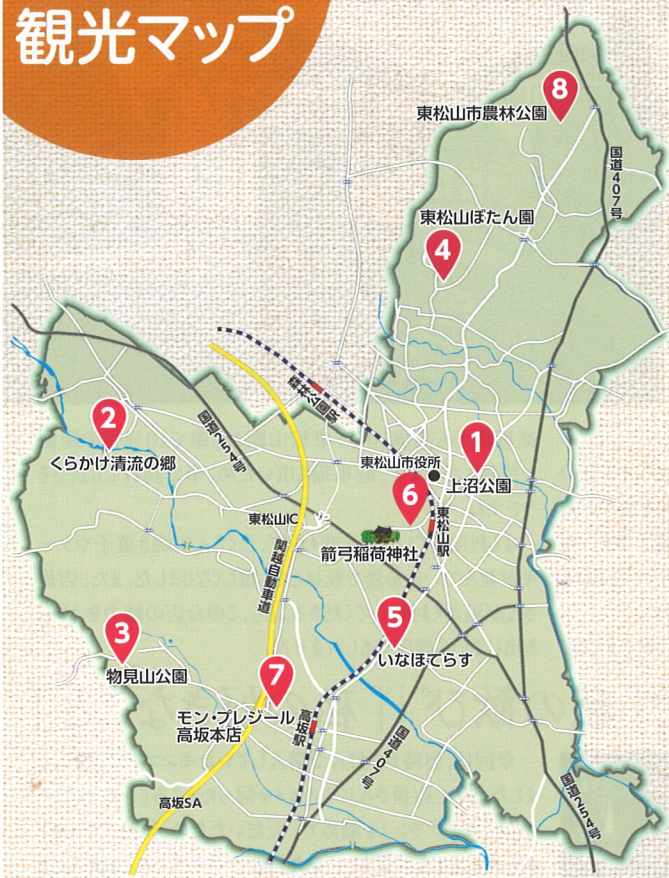 観光マップ
8
東松山市農林公園
国道407号
東松山ぼたん園
4
森林公園駅
2
くらかけ清流の郷
国道254号
1
東松山市役所
上沼公園
6
東松山IC
東松山駅
箭弓稲荷神社
関越自動車道
5
いなほてらす
3
物見山公園
7
モン・プレジール
高坂本店
高坂駅
国道407号
国道254号
高坂SA